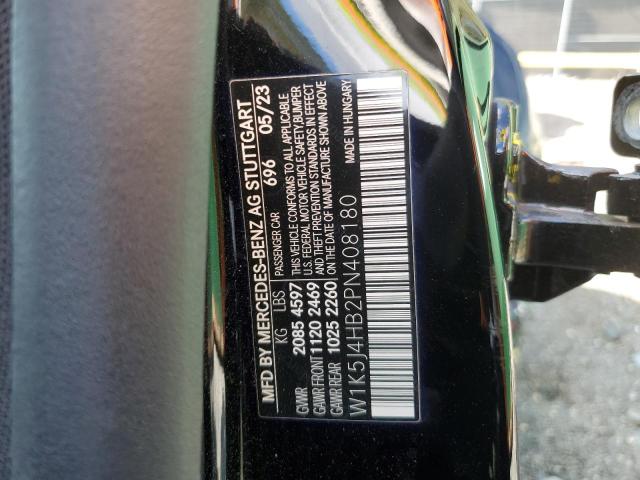 MFD BY MERCEDES-BENZ AG STUTTGART
696 05/23
KG LBS PASSENGER CAR
GVWR 2085 4597 THIS VEHICLE CONFORMS TO ALL APPLICABLE
GAWR FRONT 1120 2469 U.S. FEDERAL MOTOR VEHICLE SAFETY, BUMPER
GAWR REAR 1025 2260 AND THEFT PREVENTION STANDARDS IN EFFECT
ON THE DATE OF MANUFACTURE SHOWN ABOVE
W1K5J4HB2PN408180 MADE IN HUNGARY